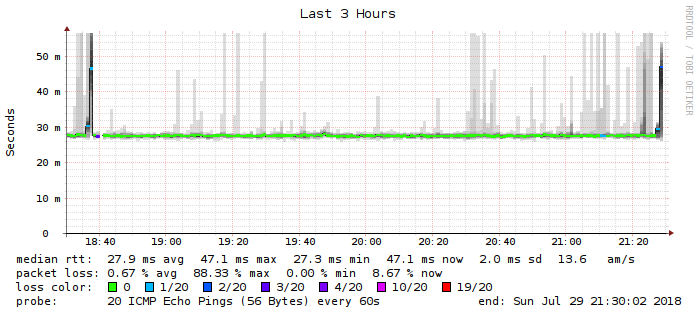 Last 3 Hours
RRDTOOL / TOBI OETIKER
Seconds
50 m
40 m
30 m
20 m
10 m
0
18:40 19:00 19:20 19:40 20:00 20:20 20:40 21:00 21:20
median rtt: 27.9 ms avg 47.1 ms max 27.3 ms min 47.1 ms now 2.0 ms sd 13.6 am/s
packet loss: 0.67 % avg 88.33 % max 0.00 % min 8.67 % now
loss color: 0 1/20 2/20 3/20 4/20 10/20 19/20
probe: 20 ICMP Echo Pings (56 Bytes) every 60s end: Sun Jul 29 21:30:02 2018